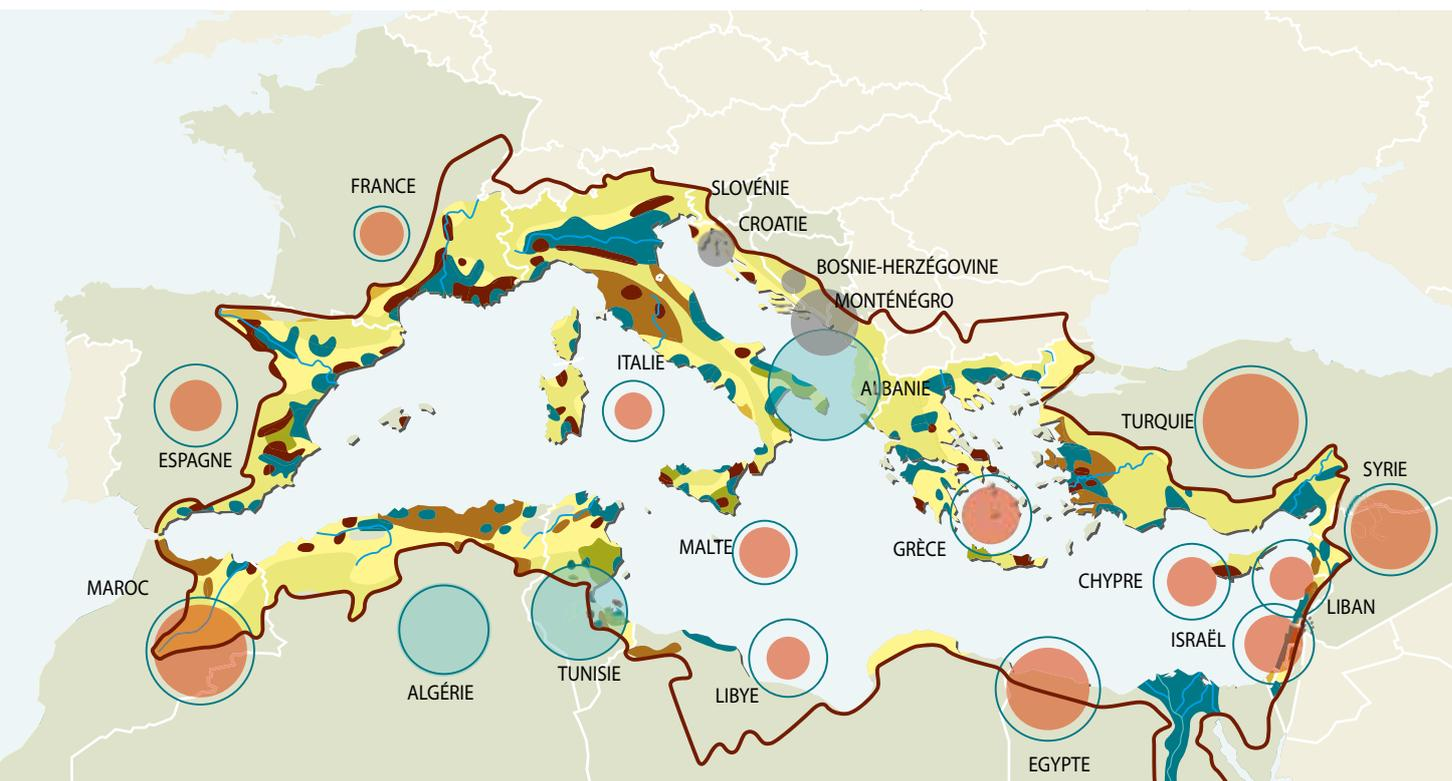 FRANCE
SLOVÉNIE
CROATIE
BOSNIE-HERZÉGOVINE
MONTÉNÉGRO
ITALIE
ALBANIE
TURQUIE
ESPAGNE
SYRIE
MALTE
GRÈCE
CHYPRE
MAROC
LIBAN
ISRAËL
TUNISIE
ALGÉRIE
LIBYE
EGYPTE